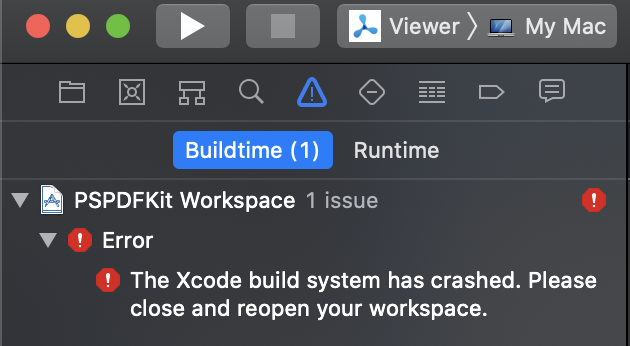 Viewer My Mac
Buildtime (1) Runtime
PSPDFKit Workspace 1 issue
Error
The Xcode build system has crashed. Please
close and reopen your workspace.